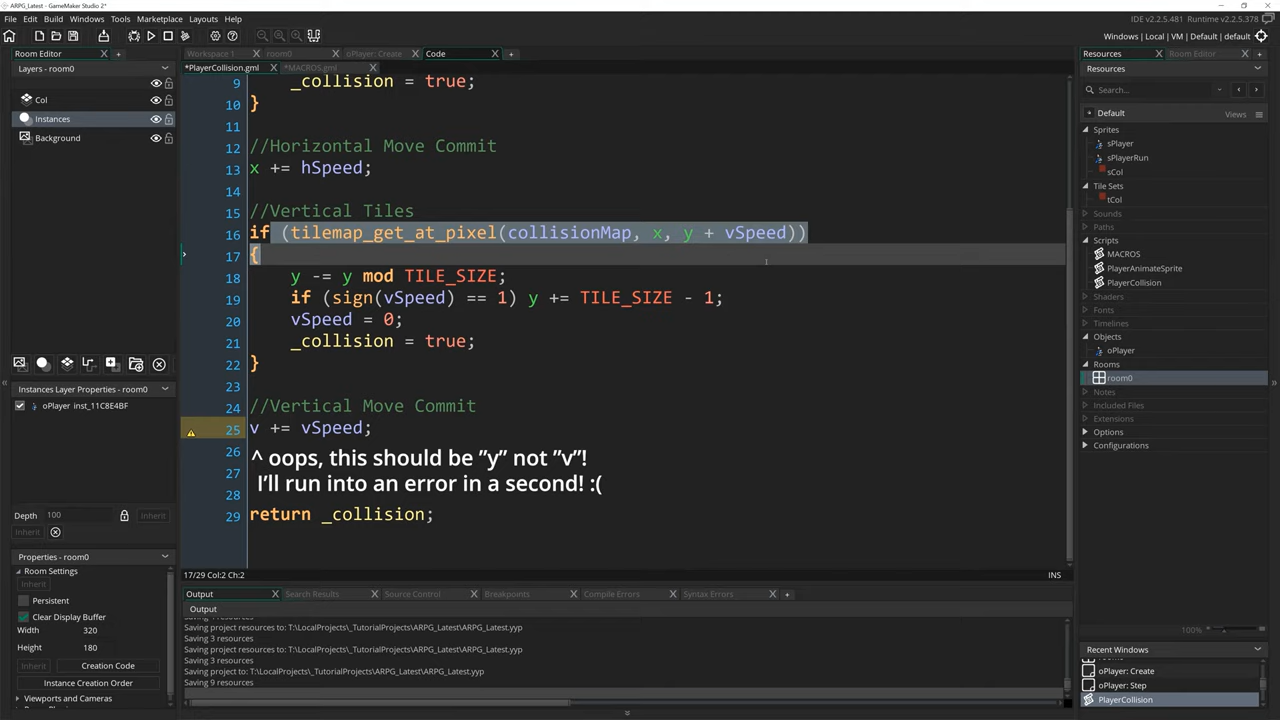 ARPG_Latest - GameMaker Studio 2*
File Edit Build Windows Tools Marketplace Layouts Help
IDE v2.2.5.481 Runtime v2.2.5.378
Windows | Local | VM | Default | default
Room Editor
Layers - room0
Col
Instances
Background
Instances Layer Properties - room0
oPlayer inst_11C8E4BF
Depth 100 Inherit
Inherit
Properties - room0
Room Settings
Inherit
Persistent
Clear Display Buffer
Width 320
Height 180
Inherit Creation Code
Instance Creation Order
Viewports and Cameras
Workspace 1 room0 oPlayer: Create Code
*PlayerCollision.gml *MACROS.gml
9 _collision = true;
10 }
11
12 //Horizontal Move Commit
13 x += hSpeed;
14
15 //Vertical Tiles
16 if (tilemap_get_at_pixel(collisionMap, x, y + vSpeed))
17 {
18 y -= y mod TILE_SIZE;
19 if (sign(vSpeed) == 1) y += TILE_SIZE - 1;
20 vSpeed = 0;
21 _collision = true;
22 }
23
24 //Vertical Move Commit
25 v += vSpeed;
26 ^ oops, this should be "y" not "v"!
27 I'll run into an error in a second! :(
28
29 return _collision;
17/29 Col:2 Ch:2
INS
Output Search Results Source Control Breakpoints Compile Errors Syntax Errors
Output
Saving project resources to: T:\LocalProjects\_TutorialProjects\ARPG_Latest\ARPG_Latest.yyp
Saving 3 resources
Saving project resources to: T:\LocalProjects\_TutorialProjects\ARPG_Latest\ARPG_Latest.yyp
Saving 3 resources
Saving project to: T:\LocalProjects\_TutorialProjects\ARPG_Latest\ARPG_Latest.yyp
Saving 9 resources
Resources Room Editor
Resources
Search...
Default Views
Sprites
sPlayer
sPlayerRun
sCol
Tile Sets
tCol
Sounds
Paths
Scripts
MACROS
PlayerAnimateSprite
PlayerCollision
Shaders
Fonts
Timelines
Objects
oPlayer
Rooms
room0
Notes
Included Files
Extensions
Options
Configurations
100%
Recent Windows
oPlayer: Create
oPlayer: Step
PlayerCollision